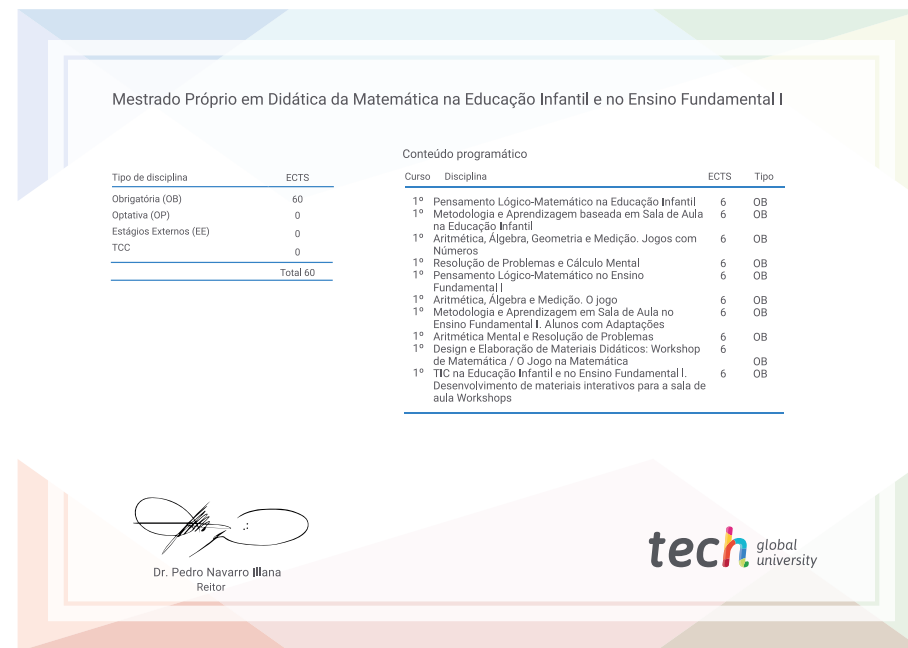 Mestrado Próprio em Didática da Matemática na Educação Infantil e no Ensino Fundamental I
Tipo de disciplina ECTS
Obrigatória (OB) 60
Optativa (OP) 0
Estágios Externos (EE) 0
TCC 0
Total 60
Conteúdo programático
Curso Disciplina ECTS Tipo
1º Pensamento Lógico-Matemático na Educação Infantil 6 OB
1º Metodologia e Aprendizagem baseada em Sala de Aula 6 OB
na Educação Infantil
1º Aritmética, Álgebra, Geometria e Medição. Jogos com 6 OB
Números
1º Resolução de Problemas e Cálculo Mental 6 OB
1º Pensamento Lógico-Matemático no Ensino 6 OB
Fundamental I
1º Aritmética, Álgebra e Medição. O jogo 6 OB
1º Metodologia e Aprendizagem em Sala de Aula no 6 OB
Ensino Fundamental I. Alunos com Adaptações
1º Aritmética Mental e Resolução de Problemas 6 OB
1º Design e Elaboração de Materiais Didáticos: Workshop 6
de Matemática / O Jogo na Matemática OB
1º TIC na Educação Infantil e no Ensino Fundamental l. 6 OB
Desenvolvimento de materiais interativos para a sala de
aula Workshops
Dr. Pedro Navarro Illana
Reitor
tech global
university